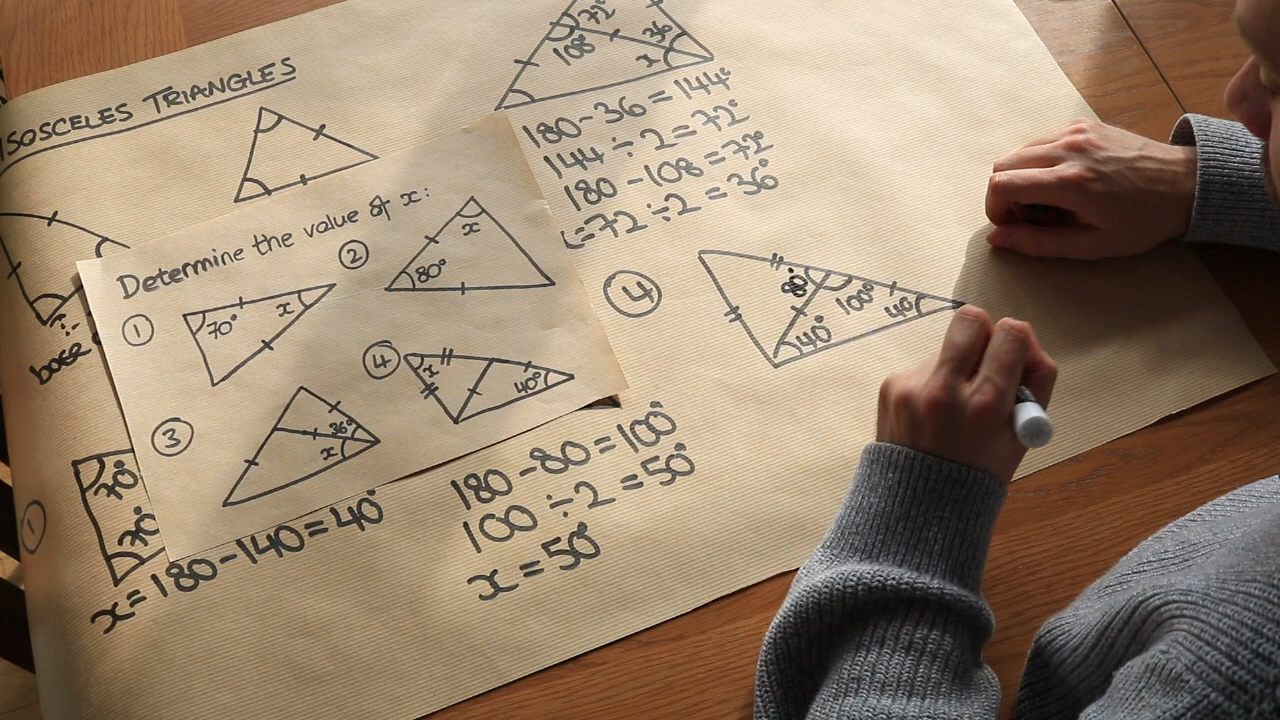 ISOSCELES TRIANGLES
72°
108°
36°
x
180-36=144°
144÷2=72°
180-108=72°
=72÷2=36°
Determine the value of x:
①
70°
x
②
x
80°
③
36°
x
④
x
40°
④
80°
100°
40°
40°
base
①
70°
70°
x=180-140=40°
180-80=100°
100÷2=50°
x=50°